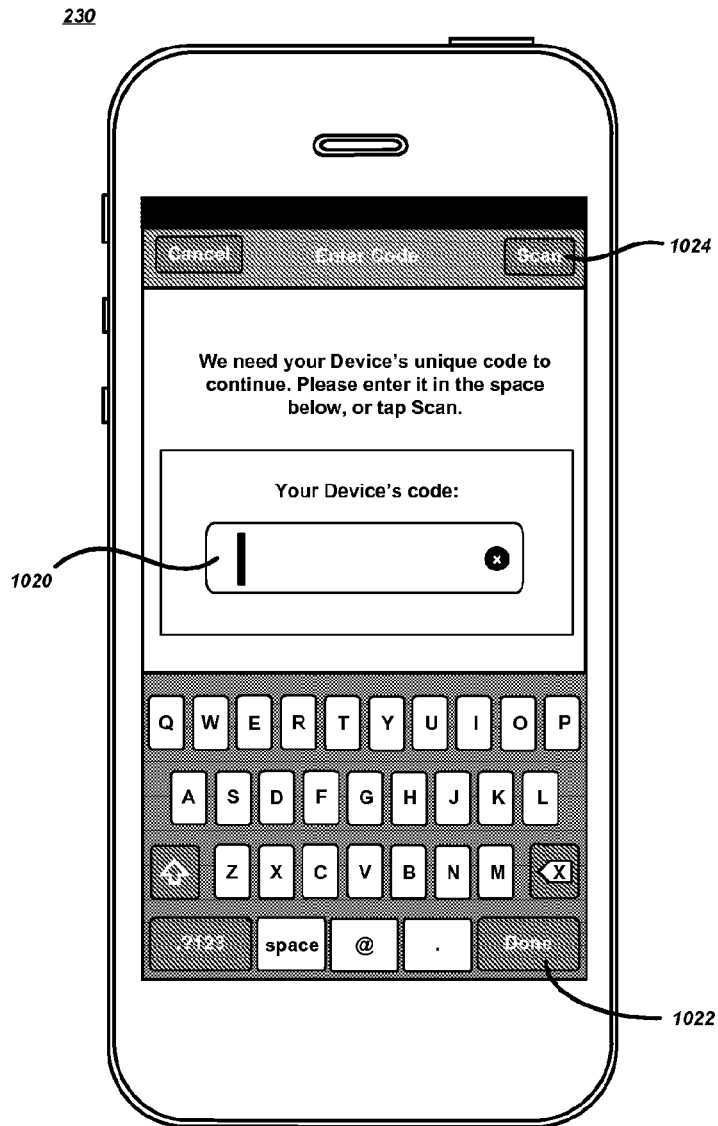 230
Cancel Enter Code Scan
1024
We need your Device's unique code to
continue. Please enter it in the space
below, or tap Scan.
Your Device's code:
x
1020
Q W E R T Y U I O P
A S D F G H J K L
Z X C V B N M X
.?123 space @ . Done
1022